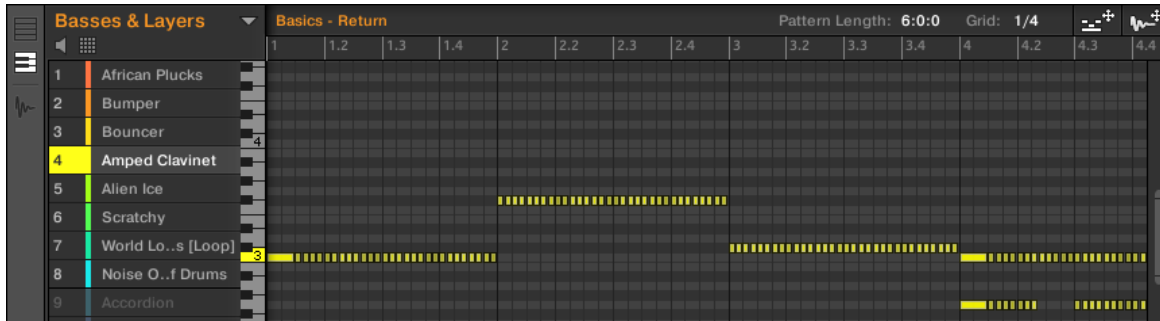 Basses & Layers Basics - Return Pattern Length: 6:0:0 Grid: 1/4
1 1.2 1.3 1.4 2 2.2 2.3 2.4 3 3.2 3.3 3.4 4 4.2 4.3 4.4
1 African Plucks
2 Bumper
3 Bouncer
4
4 Amped Clavinet
5 Alien Ice
6 Scratchy
7 World Lo..s [Loop]
3
8 Noise O..f Drums
9 Accordion